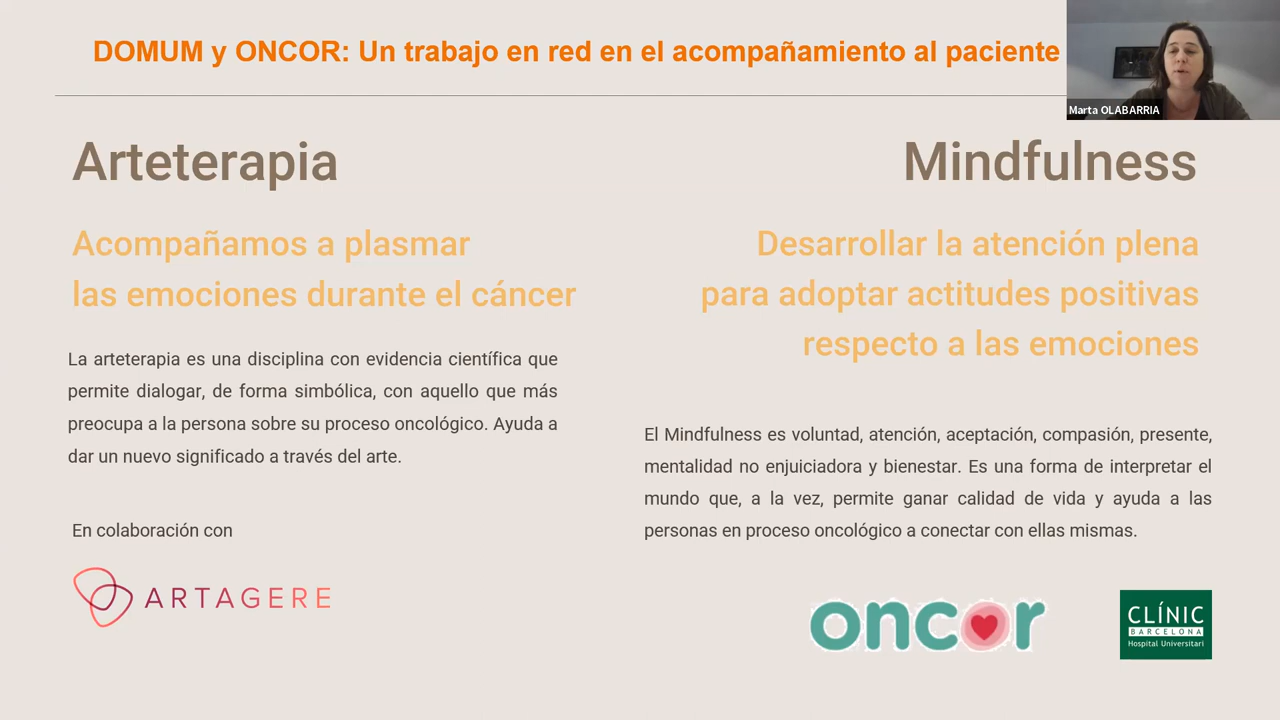 DOMUM y ONCOR: Un trabajo en red en el acompañamiento al paciente
Marta OLABARRIA
Arteterapia
Acompañamos a plasmar
las emociones durante el cáncer
La arteterapia es una disciplina con evidencia científica que
permite dialogar, de forma simbólica, con aquello que más
preocupa a la persona sobre su proceso oncológico. Ayuda a
dar un nuevo significado a través del arte.
En colaboración con
ARTAGERE
Mindfulness
Desarrollar la atención plena
para adoptar actitudes positivas
respecto a las emociones
El Mindfulness es voluntad, atención, aceptación, compasión, presente,
mentalidad no enjuiciadora y bienestar. Es una forma de interpretar el
mundo que, a la vez, permite ganar calidad de vida y ayuda a las
personas en proceso oncológico a conectar con ellas mismas.
oncor
CLÍNIC
BARCELONA
Hospital Universitari